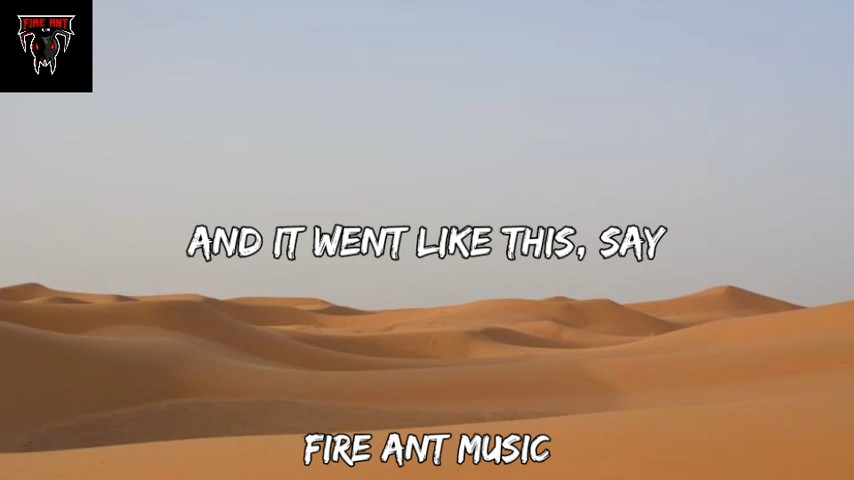 FIRE ANT
AND IT WENT LIKE THIS, SAY
FIRE ANT MUSIC